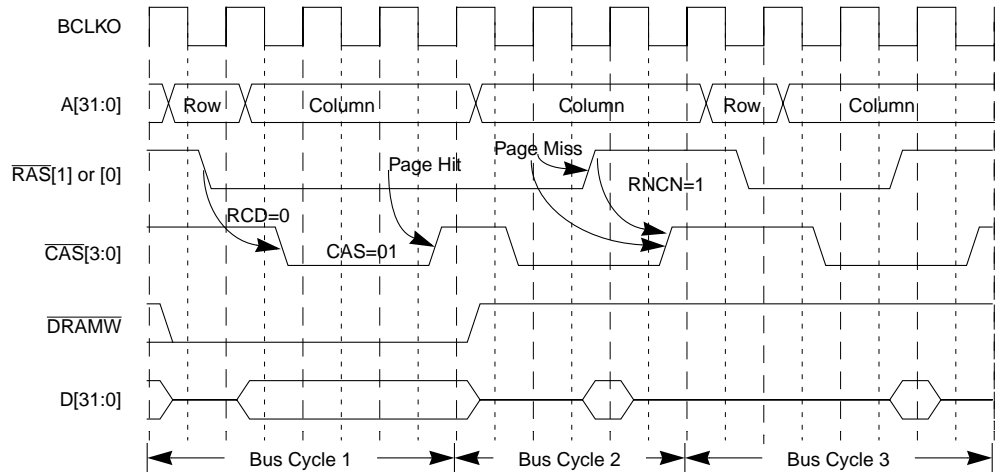 BCLKO
A[31:0]
Row
Column
Column
Row
Column
RAS[1] or [0]
Page Hit
Page Miss
RNCN=1
RCD=0
CAS[3:0]
CAS=01
DRAMW
D[31:0]
Bus Cycle 1
Bus Cycle 2
Bus Cycle 3